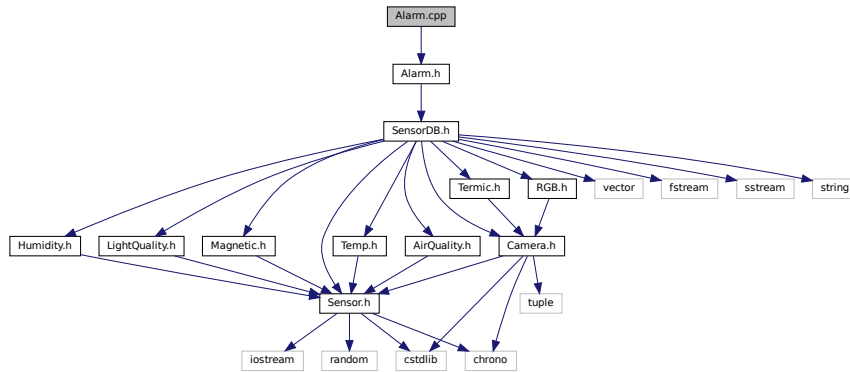 Alarm.cpp
Alarm.h
SensorDB.h
Termic.h
RGB.h
vector
fstream
sstream
string
Humidity.h
LightQuality.h
Magnetic.h
Temp.h
AirQuality.h
Camera.h
Sensor.h
tuple
iostream
random
cstdlib
chrono